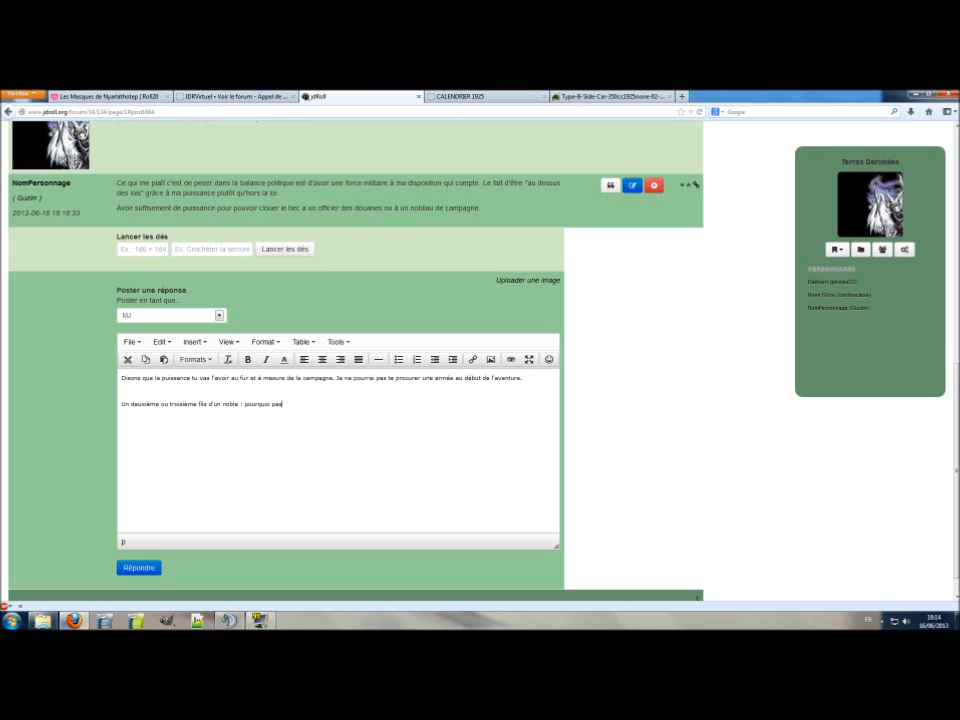 Firefox
Les Masques de Nyarlathotep | Roll20
JDRVirtuel • Voir le forum - Appel de ...
jdRoll
CALENDRIER 1925
Type-B-Side-Car-350cc1925noire-02-...
www.jdroll.org/forum/14/134/page/1#post1064
Google
NomPersonnage
( Guzim )
2013-06-16 16:16:33
Ce qui me plaît c'est de peser dans la balance politique est d'avoir une force militaire à ma disposition qui compte. Le fait d'être "au dessus
des lois" grâce à ma puissance plutôt qu'hors la loi.
Avoir suffisement de puissance pour pouvoir clouer le bec a un officier des douanes ou à un nobliau de campagne.
Lancer les dés
Ex : 1d6 + 1d4
Ex: Crocheter la serrure
Lancer les dés
Uploader une image
Poster une réponse
Poster en tant que...
MJ
File Edit Insert View Format Table Tools
Formats B I A
Disons que la puissance tu vas l'avoir au fur et à mesure de la campagne. Je ne pourrai pas te procurer une armée au début de l'aventure.
Un deuxième ou troisième fils d'un noble : pourquoi pas
p
Répondre
Terres Dérobées
PERSONNAGES
NomPersonnage (Guzim)
FR
18:14
16/06/2013